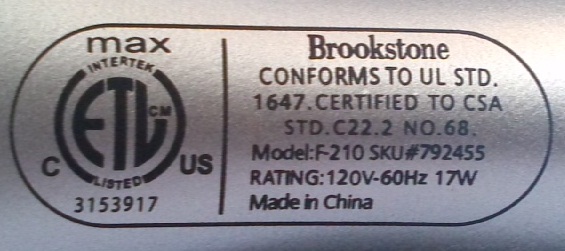 max
INTERTEK
ETL CM
C US
LISTED
3153917
Brookstone
CONFORMS TO UL STD.
1647.CERTIFIED TO CSA
STD.C22.2 NO.68.
Model:F-210 SKU#792455
RATING:120V-60Hz 17W
Made in China